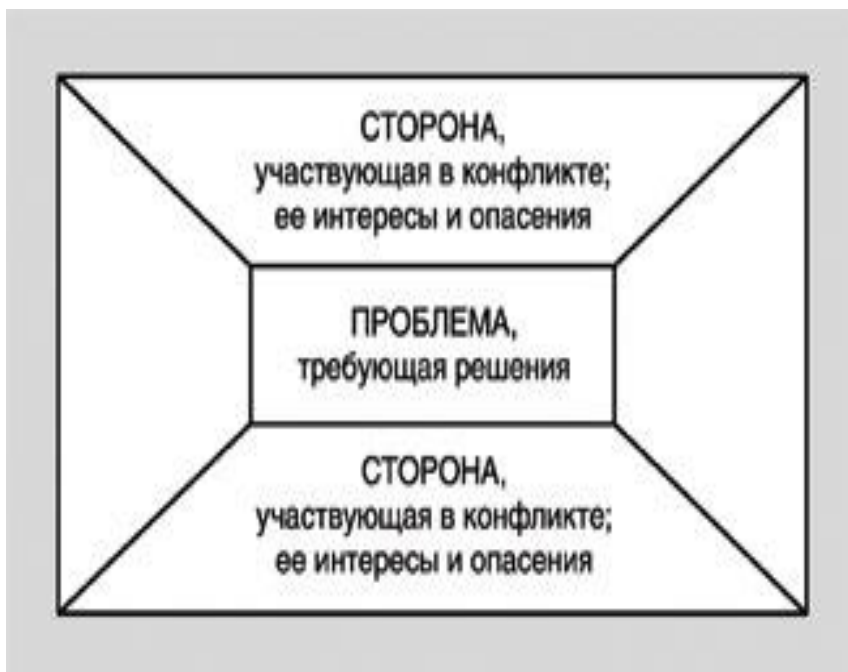 СТОРОНА,
участвующая в конфликте;
ее интересы и опасения
ПРОБЛЕМА,
требующая решения
СТОРОНА,
участвующая в конфликте;
ее интересы и опасения